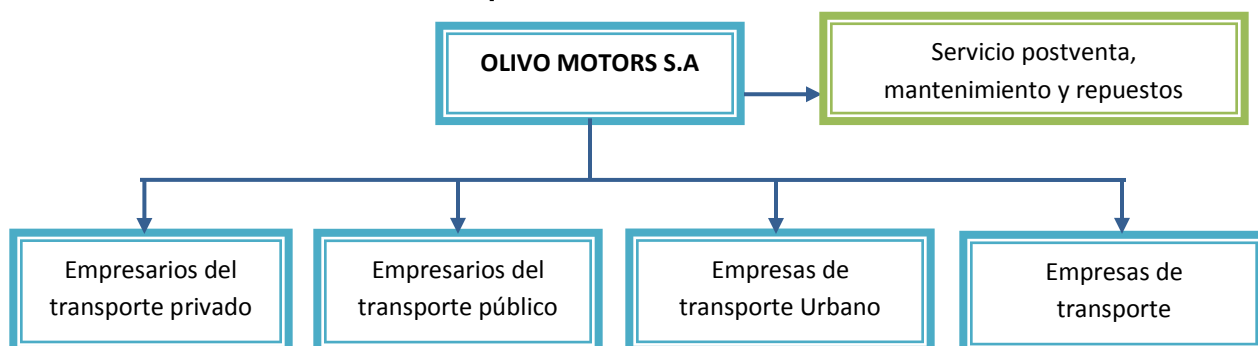 OLIVO MOTORS S.A
Servicio postventa,
mantenimiento y repuestos
Empresarios del
transporte privado
Empresarios del
transporte público
Empresas de
transporte Urbano
Empresas de
transporte